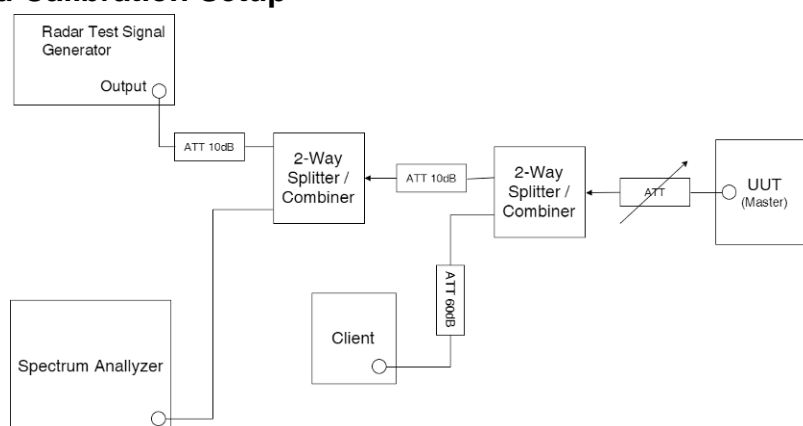 Calibration Setup
Radar Test Signal
Generator
Output
ATT 10dB
2-Way
Splitter /
Combiner
ATT 10dB
2-Way
Splitter /
Combiner
ATT
UUT
(Master)
ATT 60dB
Client
Spectrum Anallyzer